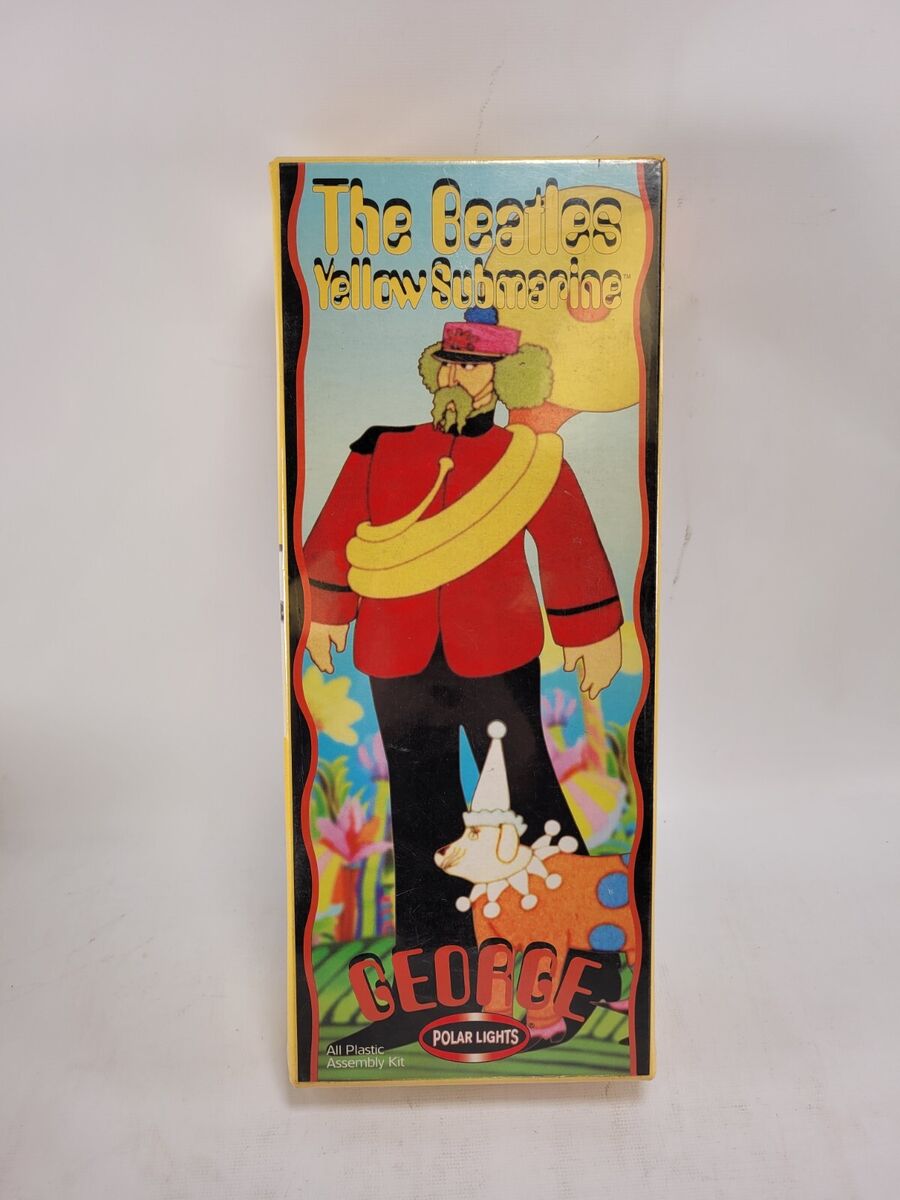 The Beatles
Yellow Submarine™
GEORGE
POLAR LIGHTS®
All Plastic
Assembly Kit